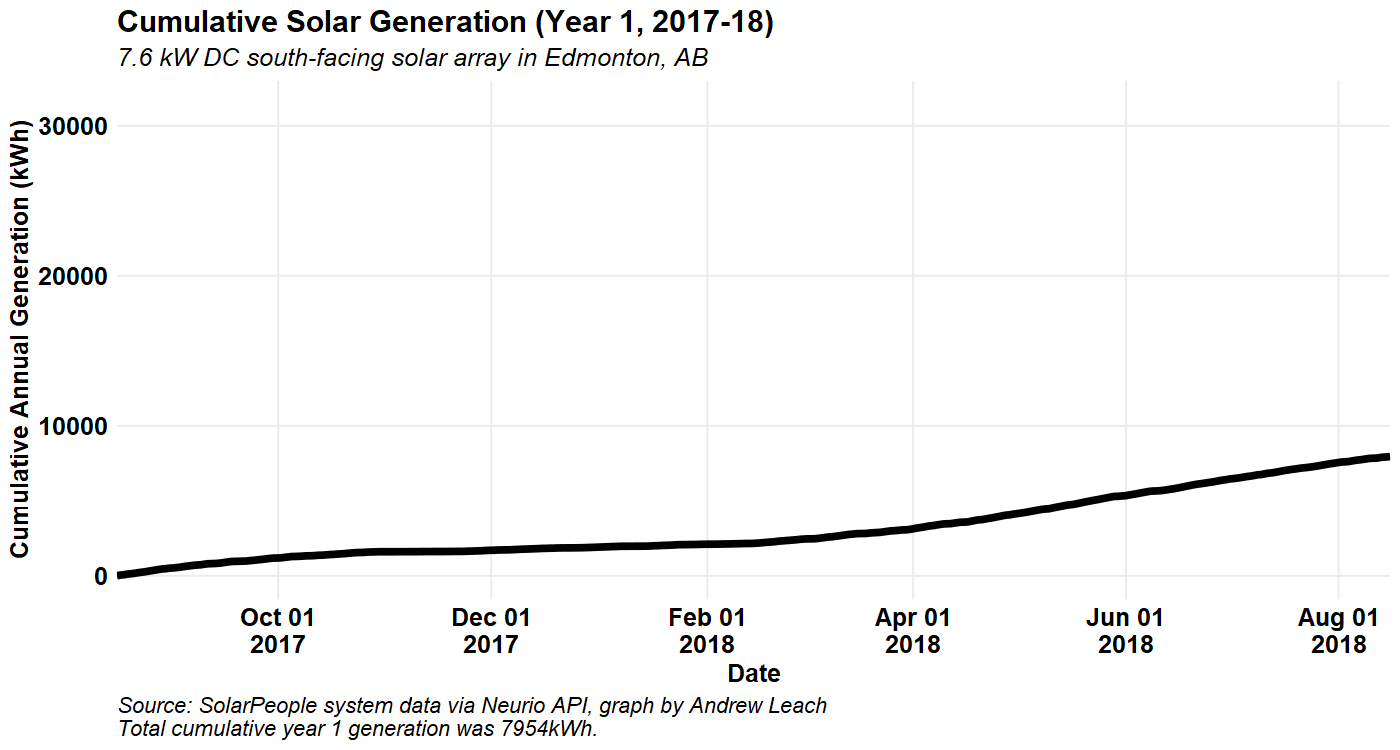 Cumulative Solar Generation (Year 1, 2017-18)
7.6 kW DC south-facing solar array in Edmonton, AB
Cumulative Annual Generation (kWh)
30000
20000
10000
0
Oct 01 Dec 01 Feb 01 Apr 01 Jun 01 Aug 01
2017 2017 2018 2018 2018 2018
Date
Source: SolarPeople system data via Neurio API, graph by Andrew Leach
Total cumulative year 1 generation was 7954kWh.